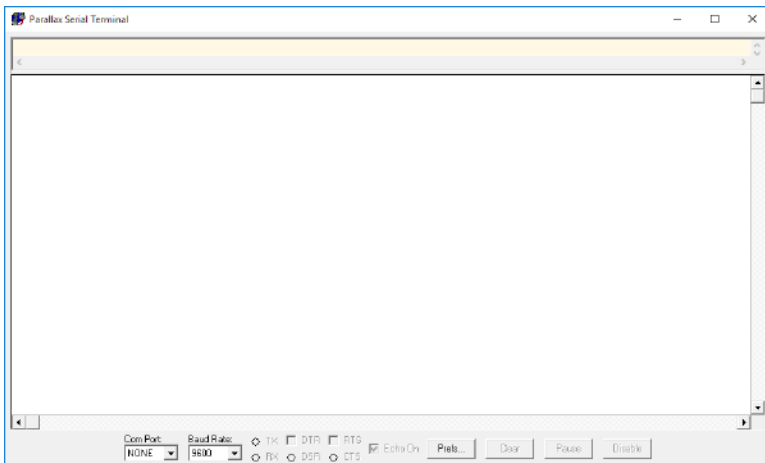 Parallax Serial Terminal
Com Port: Baud Rate: TX DTR RTS
NONE 9600 RX DSR CTS Echo On Prefs... Clear Pause Disable